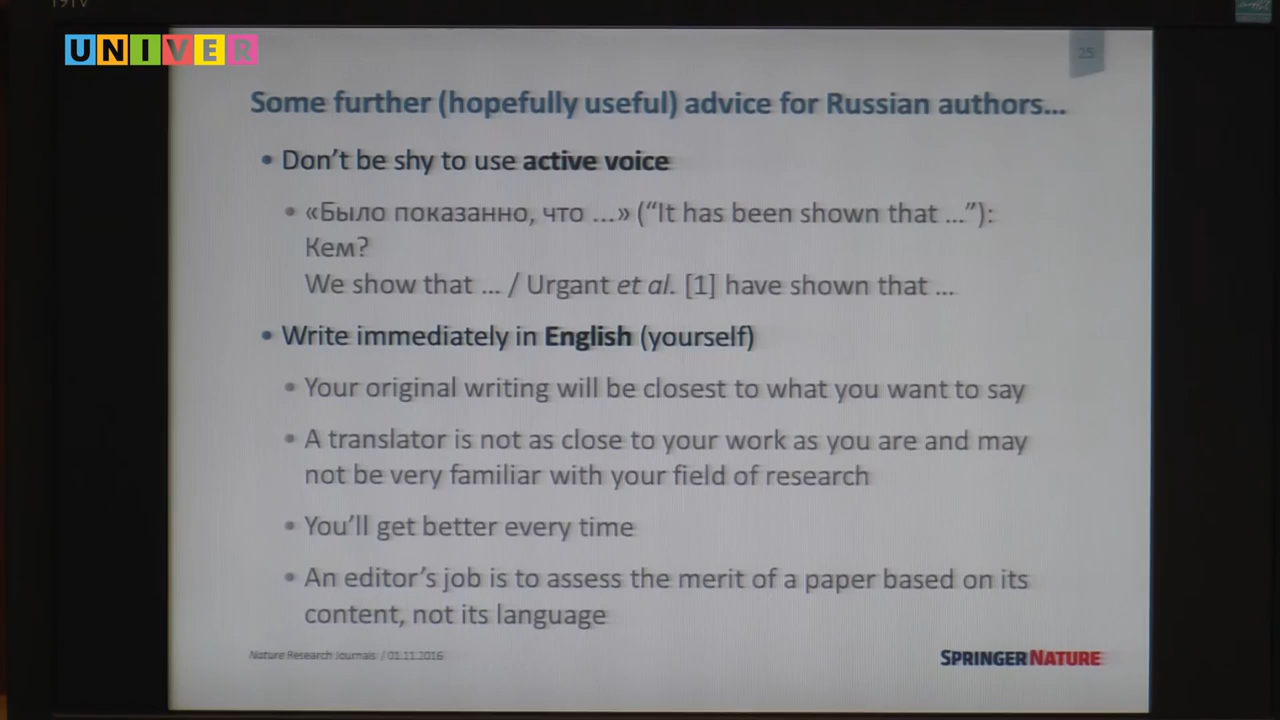 UNIVER
25
Some further (hopefully useful) advice for Russian authors...
• Don't be shy to use active voice
• «Было показанно, что ...» ("It has been shown that ..."):
Кем?
We show that ... / Urgant et al. [1] have shown that ...
• Write immediately in English (yourself)
• Your original writing will be closest to what you want to say
• A translator is not as close to your work as you are and may
not be very familiar with your field of research
• You'll get better every time
• An editor's job is to assess the merit of a paper based on its
content, not its language
Nature Research Journals / 01.11.2016
SPRINGER NATURE